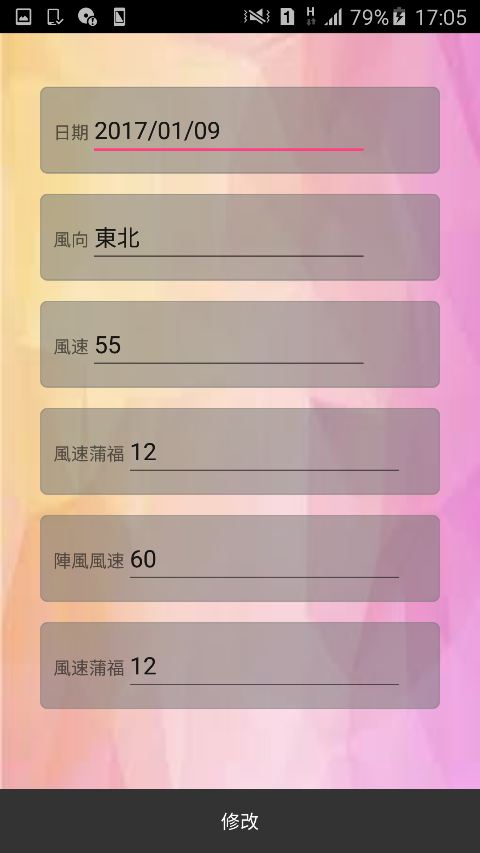 1 H 79% 17:05
日期 2017/01/09
風向 東北
風速 55
風速蒲福 12
陣風風速 60
風速蒲福 12
修改